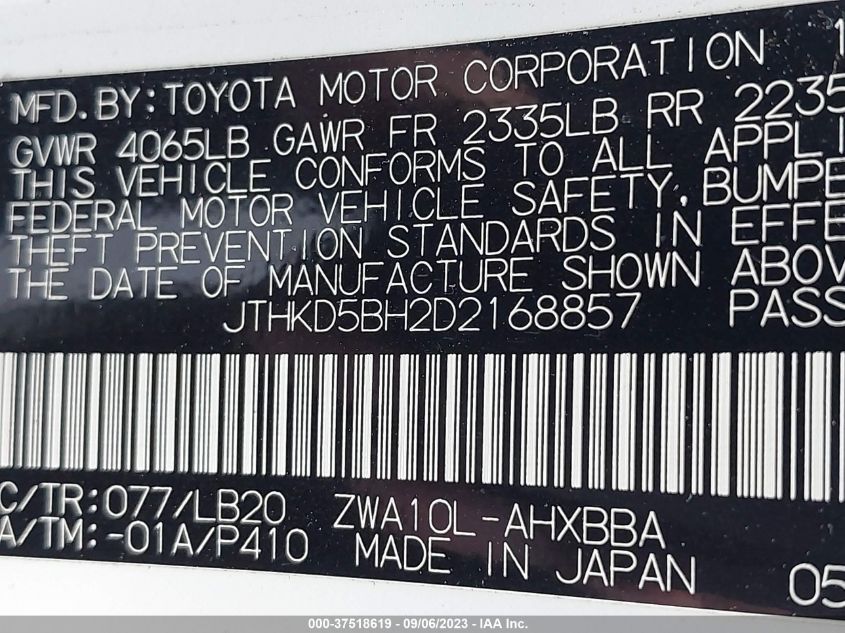 MFD. BY: TOYOTA MOTOR CORPORATION 1
GVWR 4065LB GAWR FR 2335LB RR 2235
THIS VEHICLE CONFORMS TO ALL APPLI
FEDERAL MOTOR VEHICLE SAFETY, BUMPE
THEFT PREVENTION STANDARDS IN EFFE
THE DATE OF MANUFACTURE SHOWN ABOV
JTHKD5BH2D2168857 PASS
C/TR: 077/LB20 ZWA10L-AHXBBA
A/TM: -01A/P410 MADE IN JAPAN 05
000-37518619 - 09/06/2023 - IAA Inc.